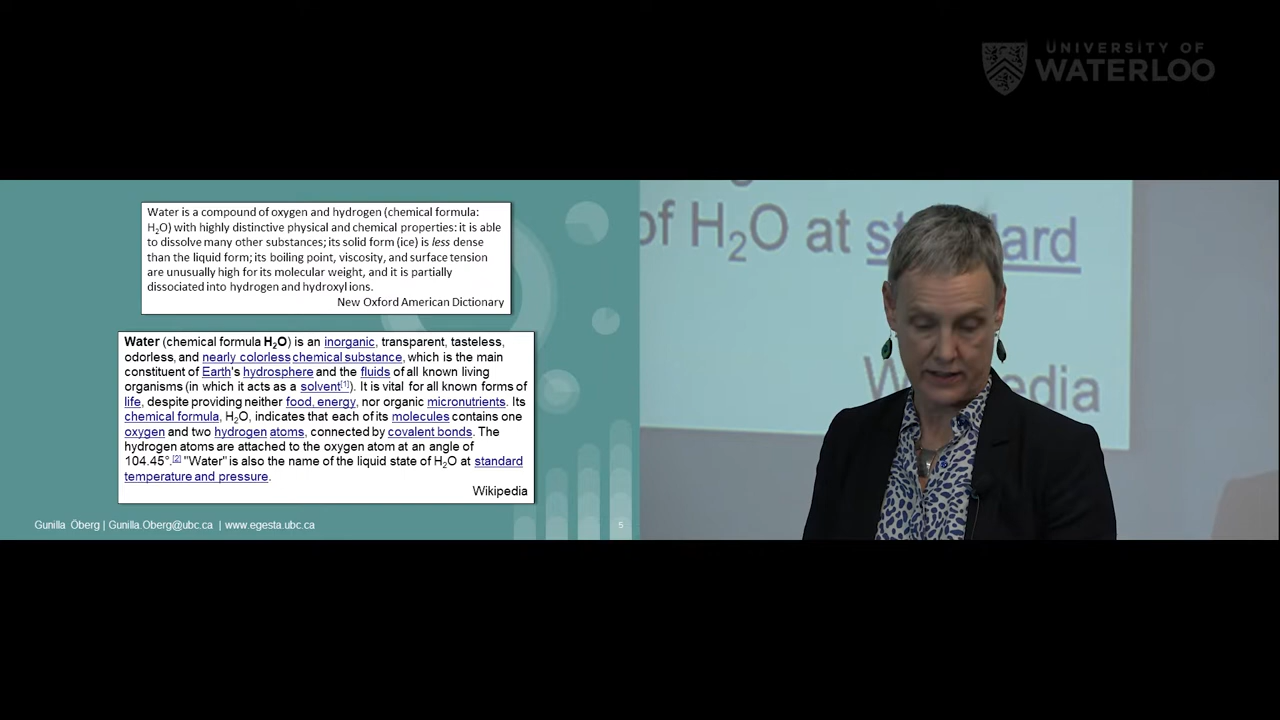 UNIVERSITY OF
WATERLOO
Water is a compound of oxygen and hydrogen (chemical formula:
H₂O) with highly distinctive physical and chemical properties: it is able
to dissolve many other substances; its solid form (ice) is less dense
than the liquid form; its boiling point, viscosity, and surface tension
are unusually high for its molecular weight, and it is partially
dissociated into hydrogen and hydroxyl ions.
New Oxford American Dictionary
Water (chemical formula H₂O) is an inorganic, transparent, tasteless,
odorless, and nearly colorless chemical substance, which is the main
constituent of Earth's hydrosphere and the fluids of all known living
organisms (in which it acts as a solvent[1]). It is vital for all known forms of
life, despite providing neither food, energy, nor organic micronutrients. Its
chemical formula, H₂O, indicates that each of its molecules contains one
oxygen and two hydrogen atoms, connected by covalent bonds. The
hydrogen atoms are attached to the oxygen atom at an angle of
104.45°.[2] "Water" is also the name of the liquid state of H₂O at standard
temperature and pressure.
Wikipedia
Gunilla Öberg | Gunilla.Oberg@ubc.ca | www.egesta.ubc.ca
5
of H₂O at